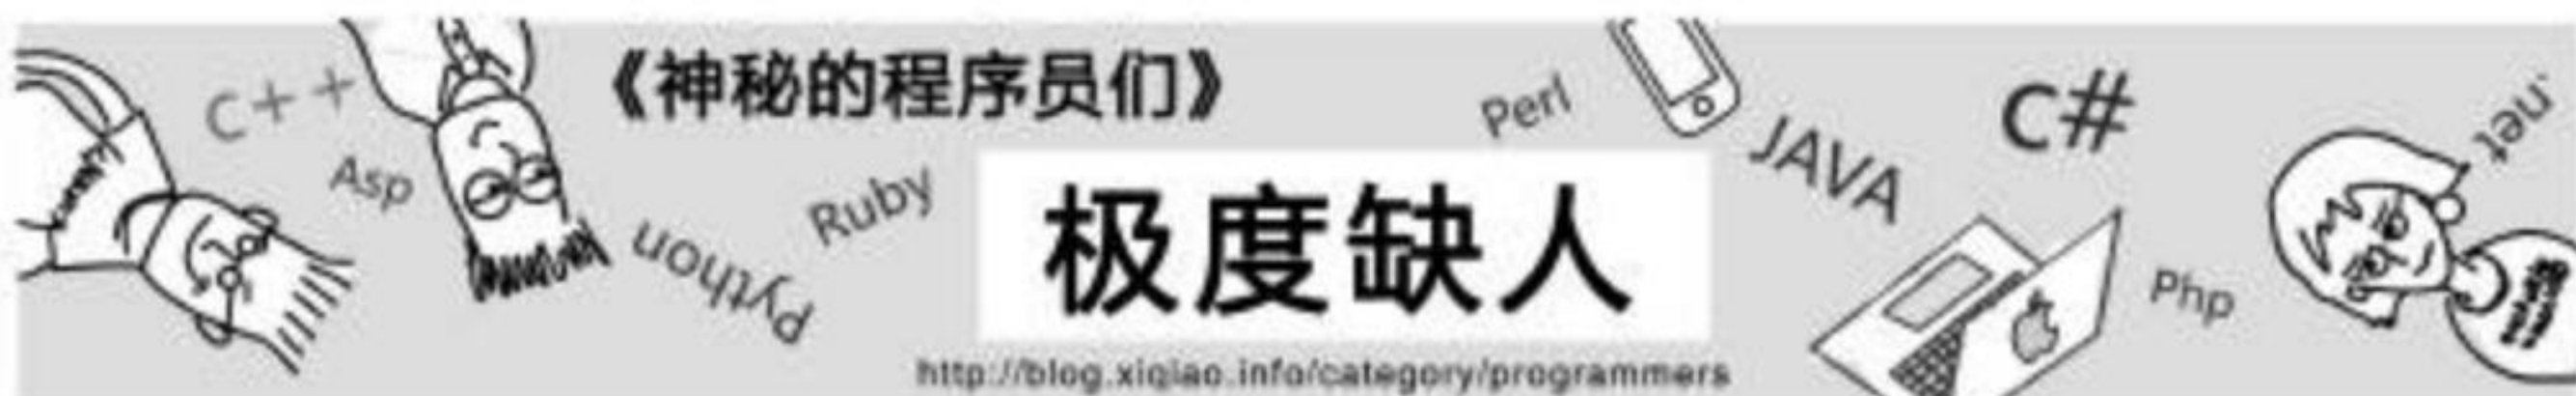 《神秘的程序员们》
C++
Asp
Python
Ruby
极度缺人
Perl
JAVA
C#
.net
Php
http://blog.xiqiao.info/category/programmers